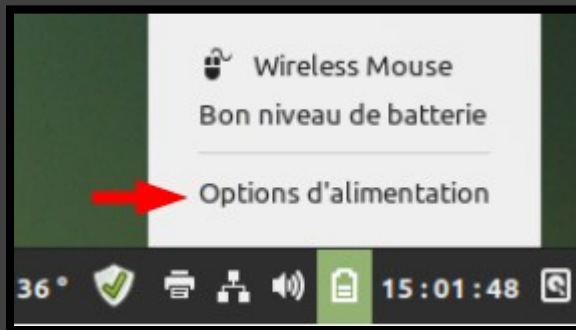 Wireless Mouse
Bon niveau de batterie
Options d'alimentation
36° 15:01:48